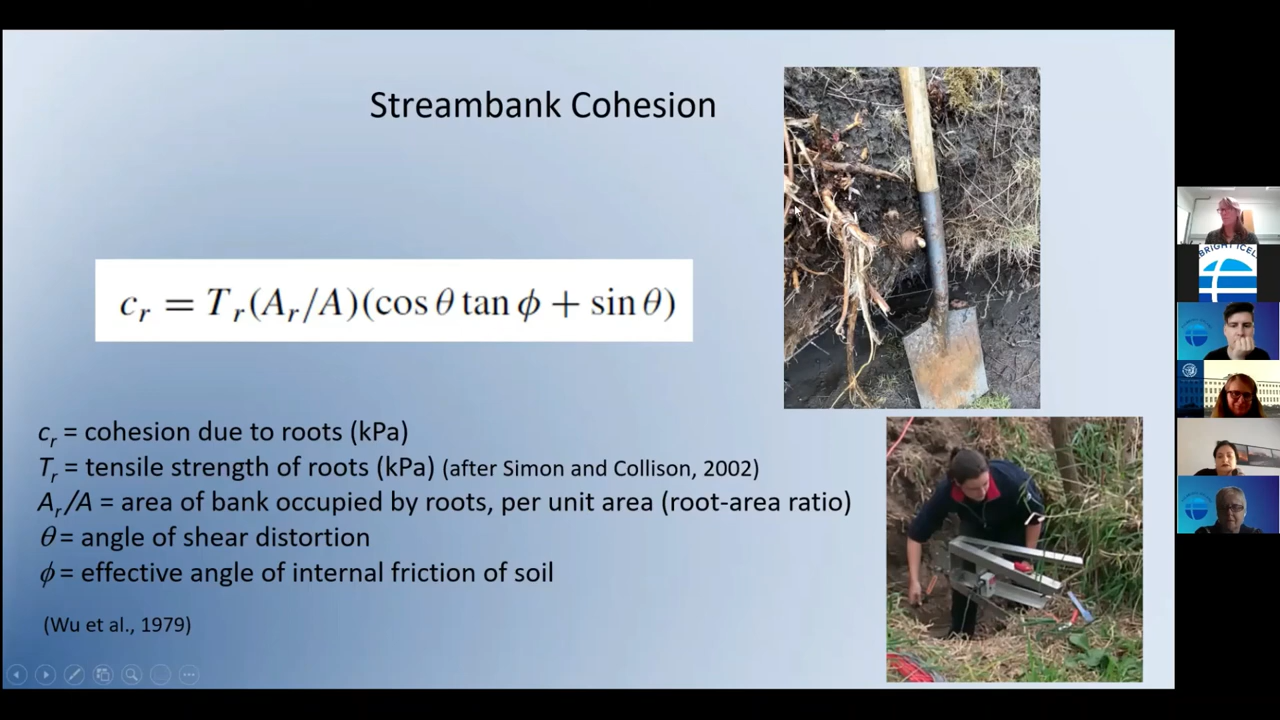 Streambank Cohesion
c_r = T_r(A_r/A)(cos θ tan ϕ + sin θ)
c_r = cohesion due to roots (kPa)
T_r = tensile strength of roots (kPa) (after Simon and Collison, 2002)
A_r/A = area of bank occupied by roots, per unit area (root-area ratio)
θ = angle of shear distortion
ϕ = effective angle of internal friction of soil
(Wu et al., 1979)